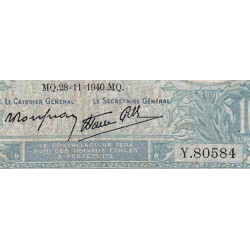 MQ.28-11-1940.MQ.
LE CAISSIER GÉNÉRAL LE SECRÉTAIRE GÉNÉRAL
Y.80584
LE CONTREFACTEUR SERA
PUNI DES TRAVAUX FORCÉS
A PERPÉTUITÉ